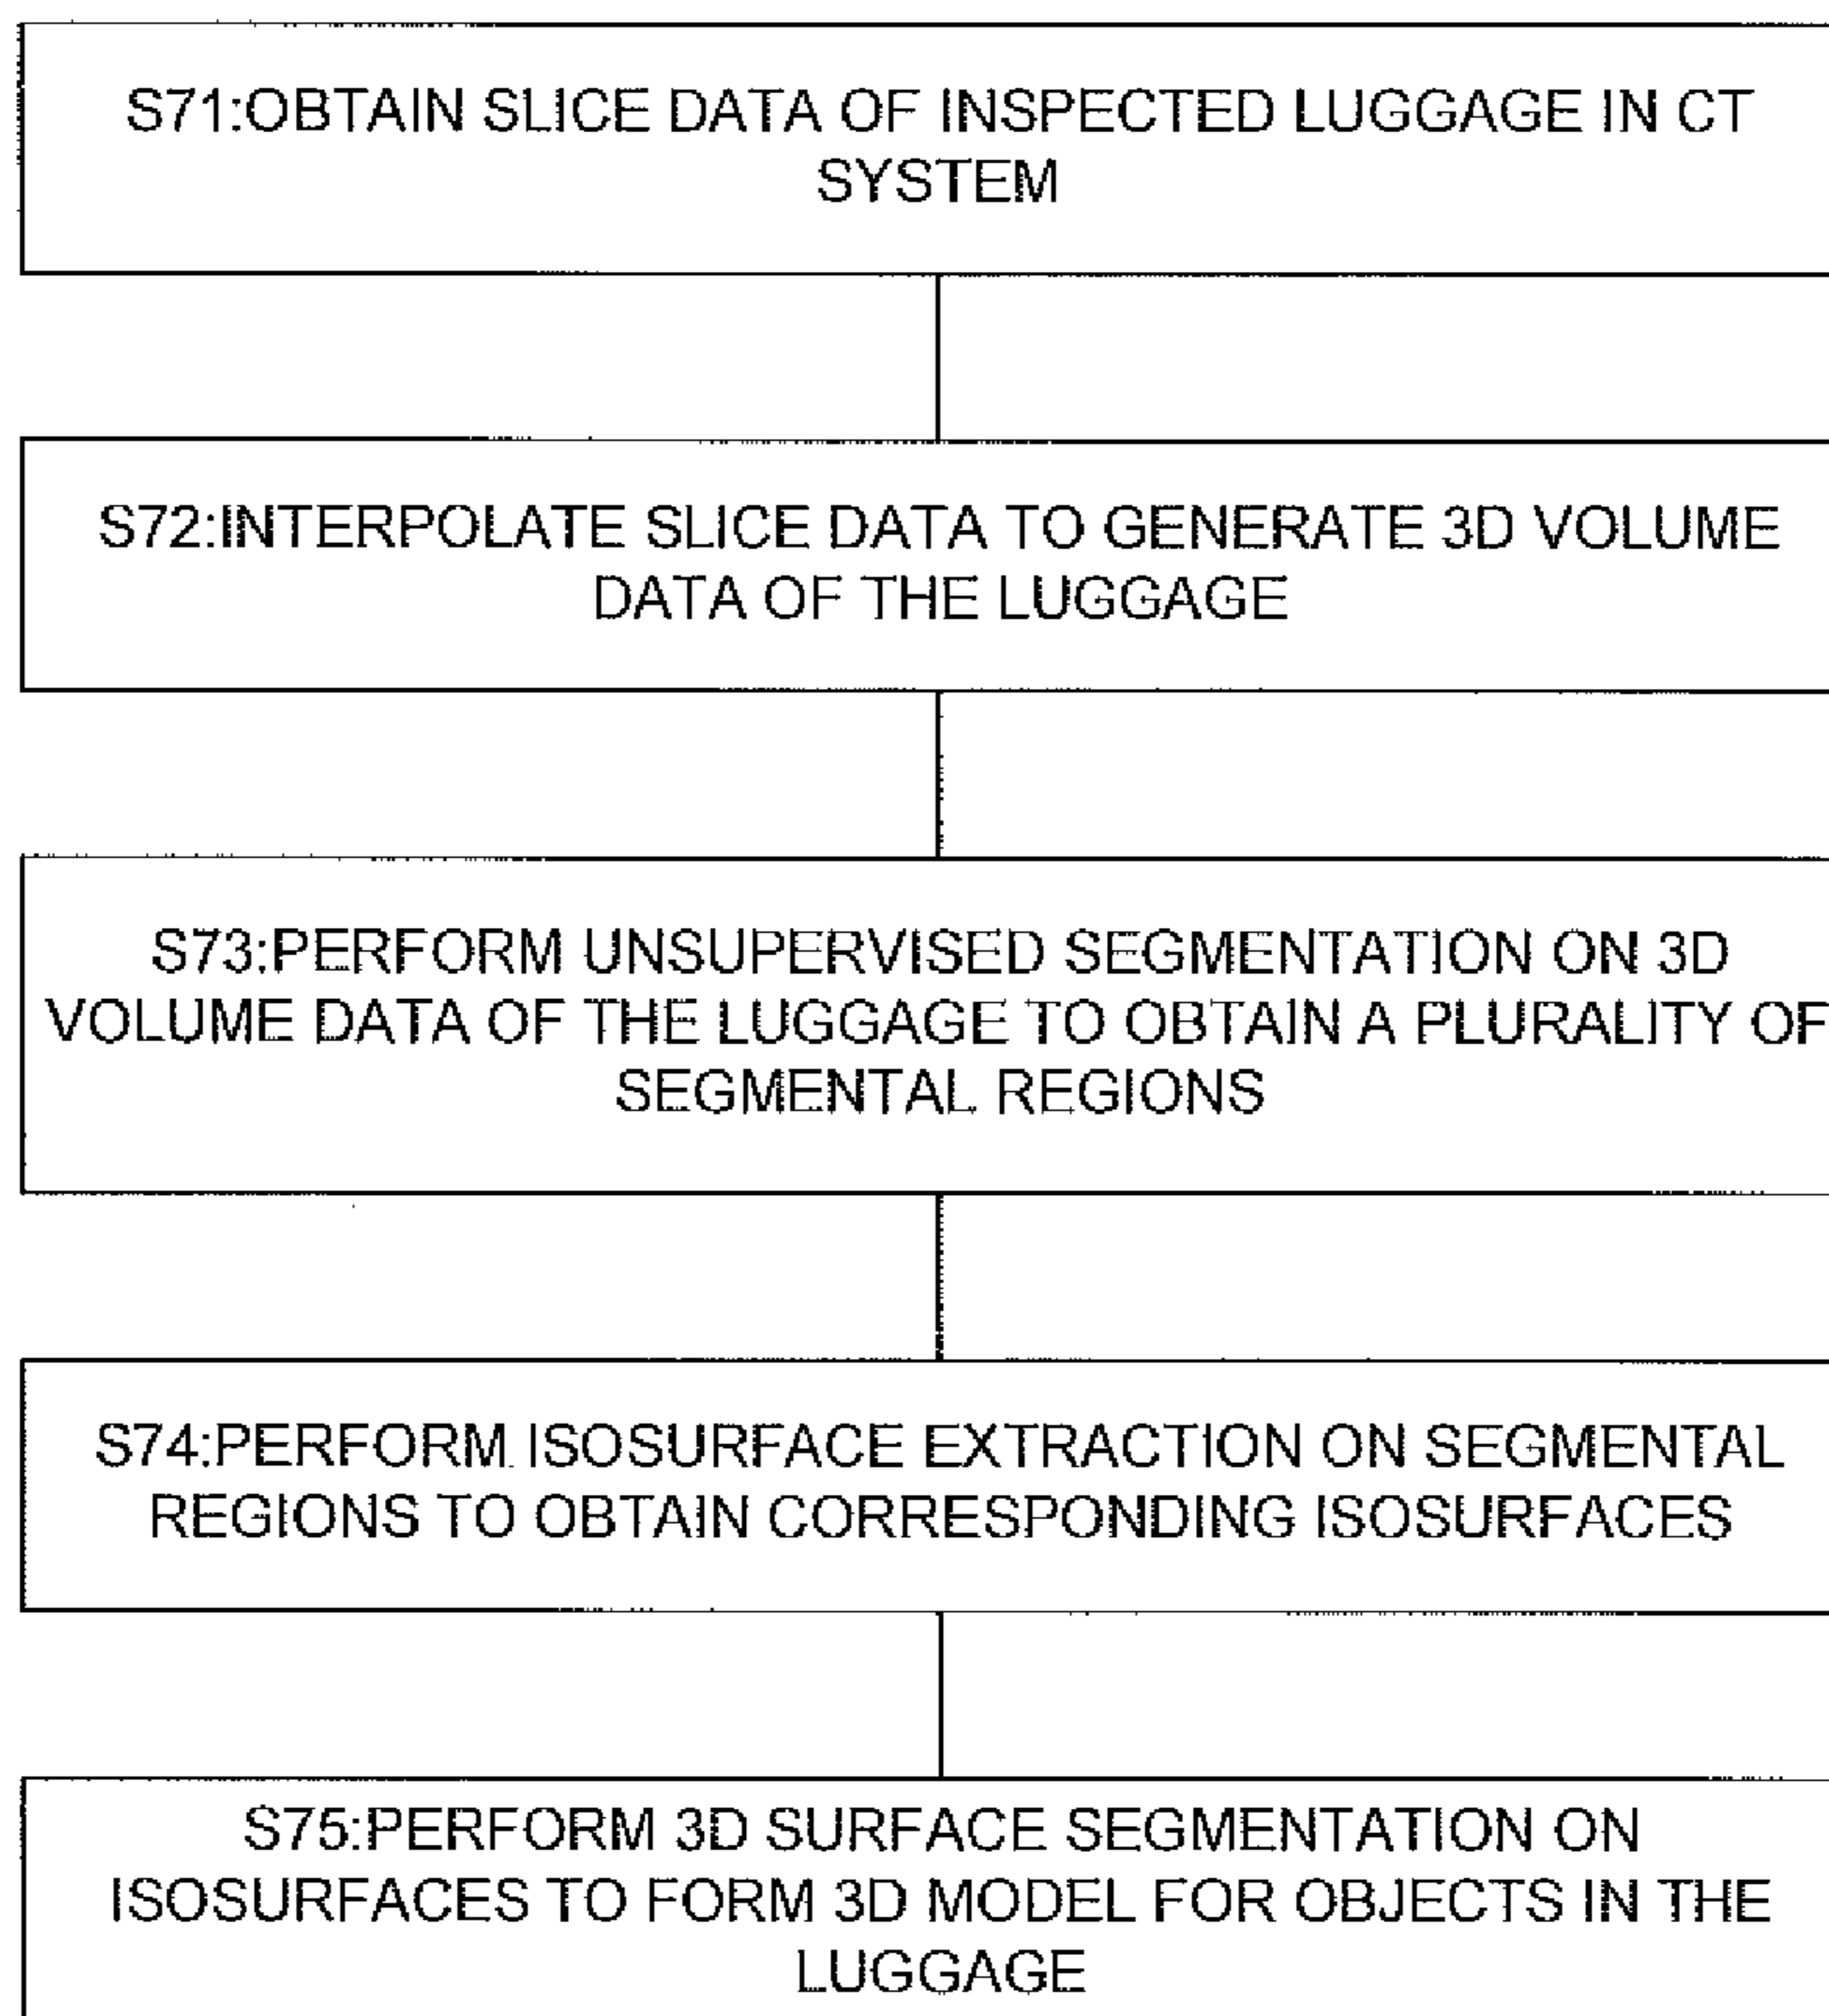 S71:OBTAIN SLICE DATA OF INSPECTED LUGGAGE IN CT
SYSTEM
S72:INTERPOLATE SLICE DATA TO GENERATE 3D VOLUME
DATA OF THE LUGGAGE
S73:PERFORM UNSUPERVISED SEGMENTATION ON 3D
VOLUME DATA OF THE LUGGAGE TO OBTAIN A PLURALITY OF
SEGMENTAL REGIONS
S74:PERFORM ISOSURFACE EXTRACTION ON SEGMENTAL
REGIONS TO OBTAIN CORRESPONDING ISOSURFACES
S75:PERFORM 3D SURFACE SEGMENTATION ON
ISOSURFACES TO FORM 3D MODEL FOR OBJECTS IN THE
LUGGAGE